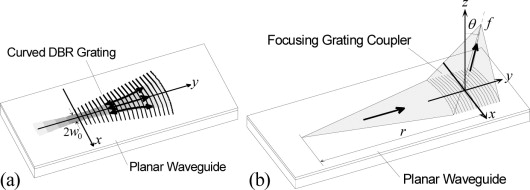 Curved DBR Grating
y
2w₀
x
Planar Waveguide
(a)
z
θ
f
Focusing Grating Coupler
y
x
r
Planar Waveguide
(b)